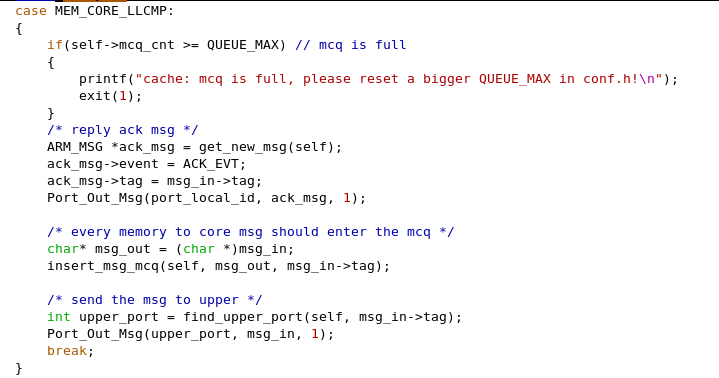 case MEM_CORE_LLCMP:
{
    if(self->mcq_cnt >= QUEUE_MAX) // mcq is full
    {
        printf("cache: mcq is full, please reset a bigger QUEUE_MAX in conf.h!\n");
        exit(1);
    }
    /* reply ack msg */
    ARM_MSG *ack_msg = get_new_msg(self);
    ack_msg->event = ACK_EVT;
    ack_msg->tag = msg_in->tag;
    Port_Out_Msg(port_local_id, ack_msg, 1);

    /* every memory to core msg should enter the mcq */
    char* msg_out = (char *)msg_in;
    insert_msg_mcq(self, msg_out, msg_in->tag);

    /* send the msg to upper */
    int upper_port = find_upper_port(self, msg_in->tag);
    Port_Out_Msg(upper_port, msg_in, 1);
    break;
}